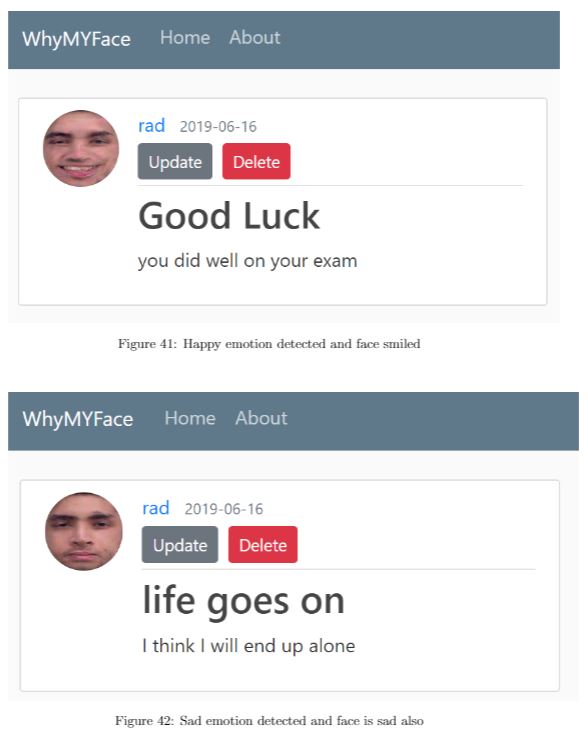 WhyMYFace Home About
rad 2019-06-16
Update Delete
Good Luck
you did well on your exam
Figure 41: Happy emotion detected and face smiled
WhyMYFace Home About
rad 2019-06-16
Update Delete
life goes on
I think I will end up alone
Figure 42: Sad emotion detected and face is sad also